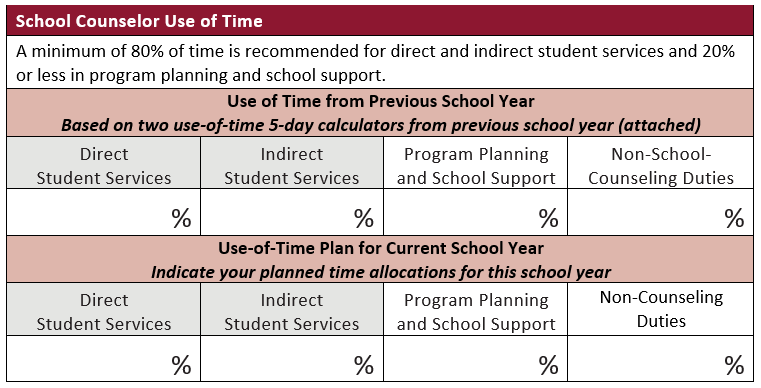 School Counselor Use of Time
A minimum of 80% of time is recommended for direct and indirect student services and 20%
or less in program planning and school support.
Use of Time from Previous School Year
Based on two use-of-time 5-day calculators from previous school year (attached)
Direct
Student Services
Indirect
Student Services
Program Planning
and School Support
Non-School-
Counseling Duties
% % % %
Use-of-Time Plan for Current School Year
Indicate your planned time allocations for this school year
Direct
Student Services
Indirect
Student Services
Program Planning
and School Support
Non-Counseling
Duties
% % % %